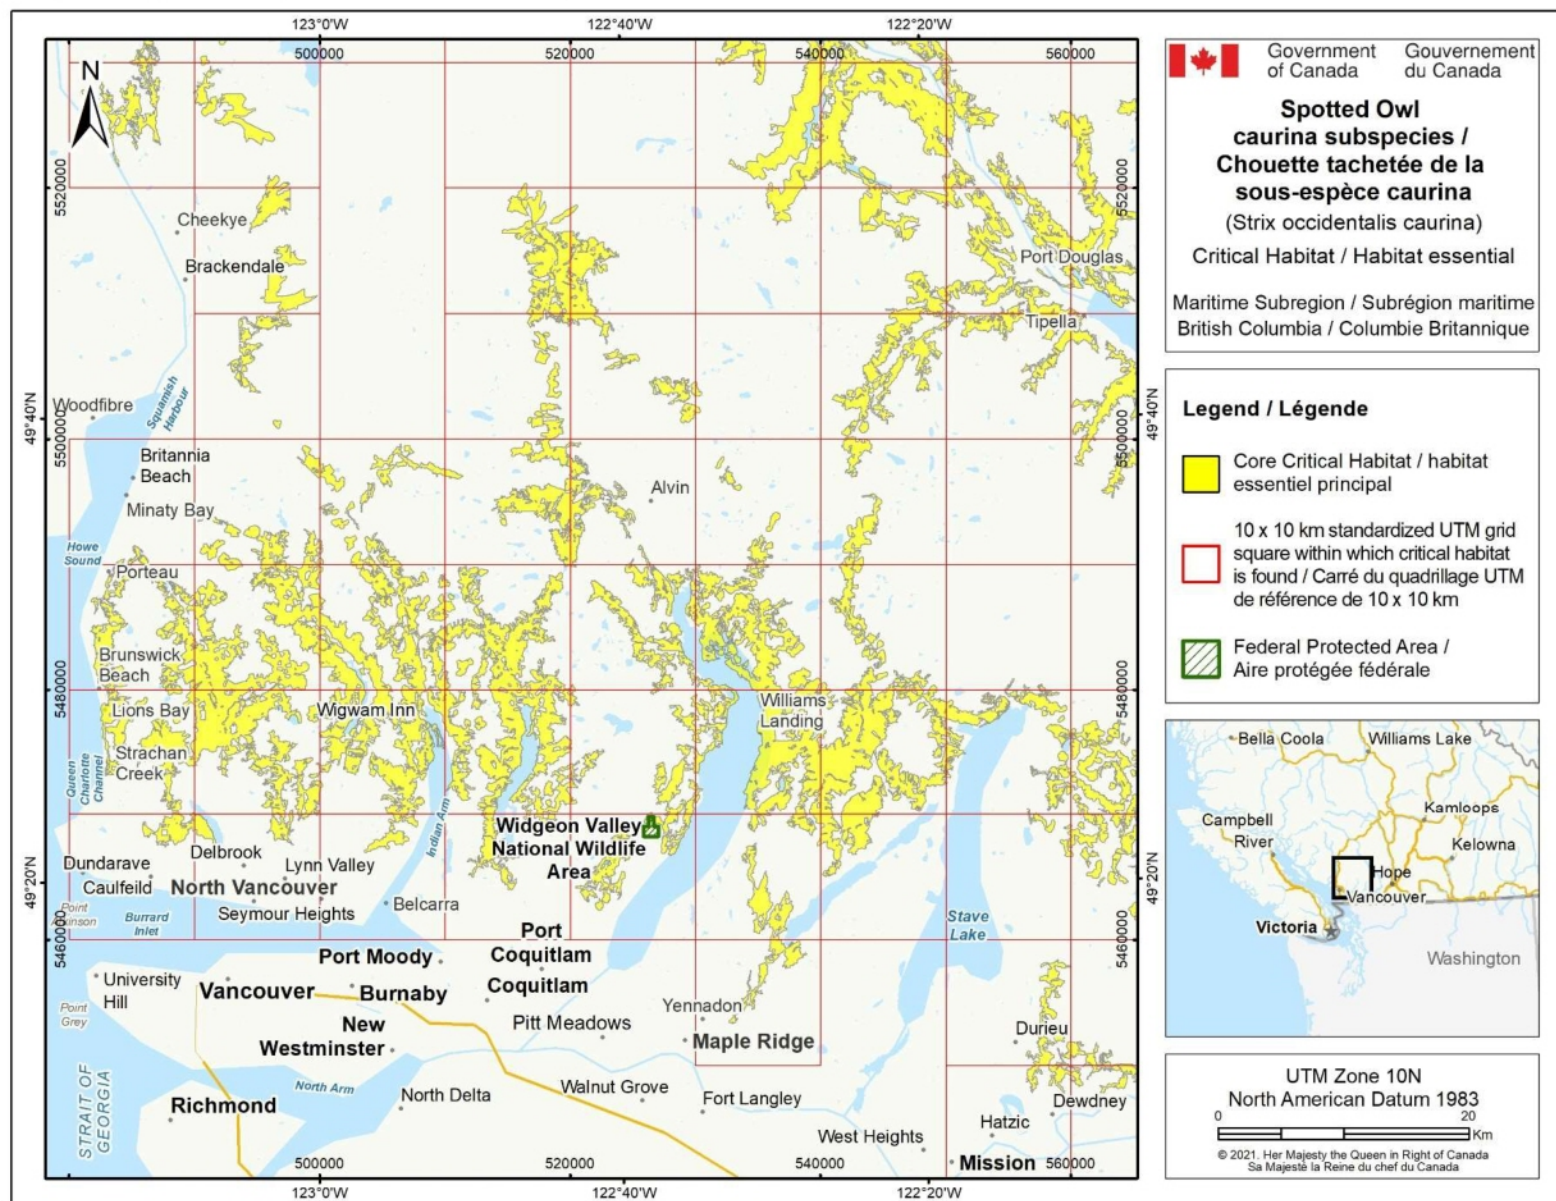 123°0'W
122°40'W
122°20'W
500000
520000
540000
560000
N
5520000
5520000
Cheekye
Brackendale
Port Douglas
Tipella
Squamish
Harbour
Woodfibre
49°40'N
49°40'N
5500000
5500000
Britannia
Beach
Minaty Bay
Alvin
Howe
Sound
Porteau
Brunswick
Beach
5480000
5480000
Lions Bay
Wigwam Inn
Williams
Landing
Strachan
Creek
Queen
Charlotte
Channel
Indian Arm
Widgeon Valley
National Wildlife
Area
Delbrook
Dundarave
Lynn Valley
Caulfeild
North Vancouver
49°20'N
49°20'N
Seymour Heights
Belcarra
Point
Atkinson
Burrard
Inlet
Stave
Lake
5460000
5460000
Port
Coquitlam
Port Moody
University
Hill
Vancouver
Burnaby
Coquitlam
Point
Grey
New
Westminster
Pitt Meadows
Yennadon
Maple Ridge
Durieu
STRAIT OF
GEORGIA
North Arm
Richmond
North Delta
Walnut Grove
Fort Langley
Dewdney
Hatzic
West Heights
Mission
500000
520000
540000
560000
123°0'W
122°40'W
122°20'W
Government
of Canada
Gouvernement
du Canada
Spotted Owl
caurina subspecies /
Chouette tachetée de la
sous-espèce caurina
(Strix occidentalis caurina)
Critical Habitat / Habitat essential
Maritime Subregion / Subrégion maritime
British Columbia / Columbie Britannique
Legend / Légende
Core Critical Habitat / habitat
essentiel principal
10 x 10 km standardized UTM grid
square within which critical habitat
is found / Carré du quadrillage UTM
de référence de 10 x 10 km
Federal Protected Area /
Aire protégée fédérale
Bella Coola
Williams Lake
Kamloops
Campbell
River
Kelowna
Hope
Vancouver
Victoria
Washington
UTM Zone 10N
North American Datum 1983
0
20
Km
© 2021. Her Majesty the Queen in Right of Canada
Sa Majesté la Reine du chef du Canada